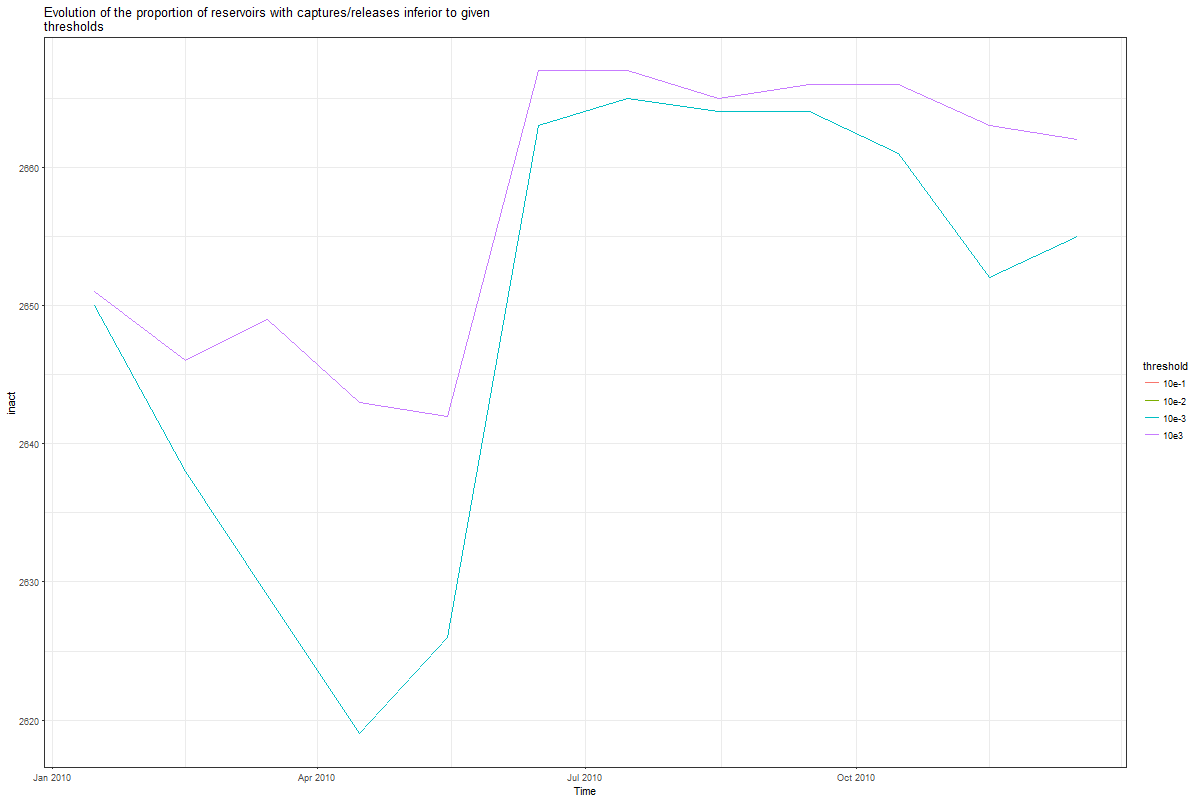 Evolution of the proportion of reservoirs with captures/releases inferior to given
thresholds
2660
2650
2640
2630
2620
inact
Jan 2010
Apr 2010
Jul 2010
Oct 2010
Time
threshold
10e-1
10e-2
10e-3
10e3